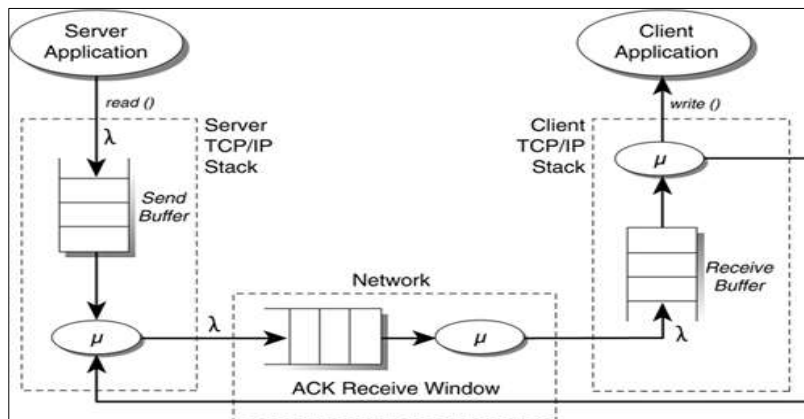 Server
Application
Client
Application
read ()
write ()
λ
Server
TCP/IP
Stack
Client
TCP/IP
Stack
μ
Send
Buffer
Receive
Buffer
Network
μ
λ
μ
λ
ACK Receive Window